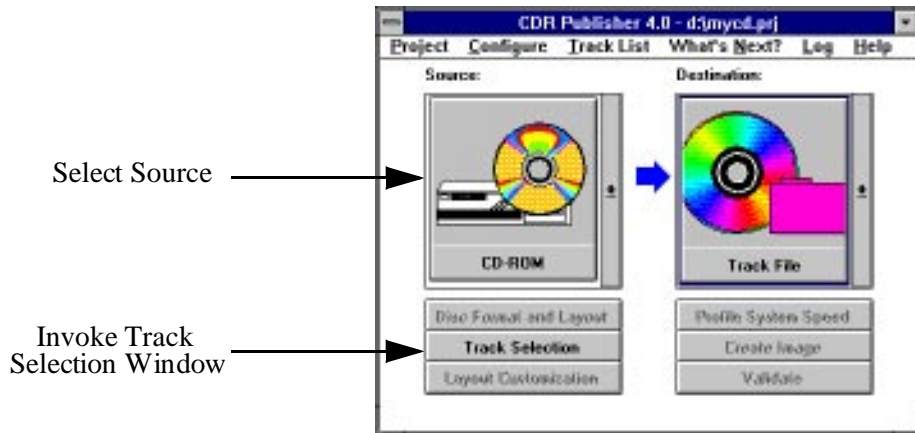 CDR Publisher 4.0 - d:\mycd.prj
Project Configure Track List What's Next? Log Help
Source:
Destination:
Select Source
CD-ROM
Track File
Invoke Track
Selection Window
Disc Format and Layout
Track Selection
Layout Customization
Profile System Speed
Create Image
Validate